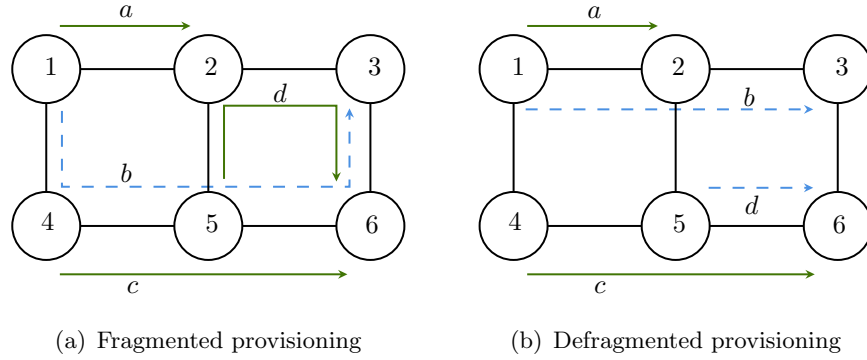 a
1
2
3
d
b
4
5
6
c
(a) Fragmented provisioning
a
1
2
3
b
d
4
5
6
c
(b) Defragmented provisioning